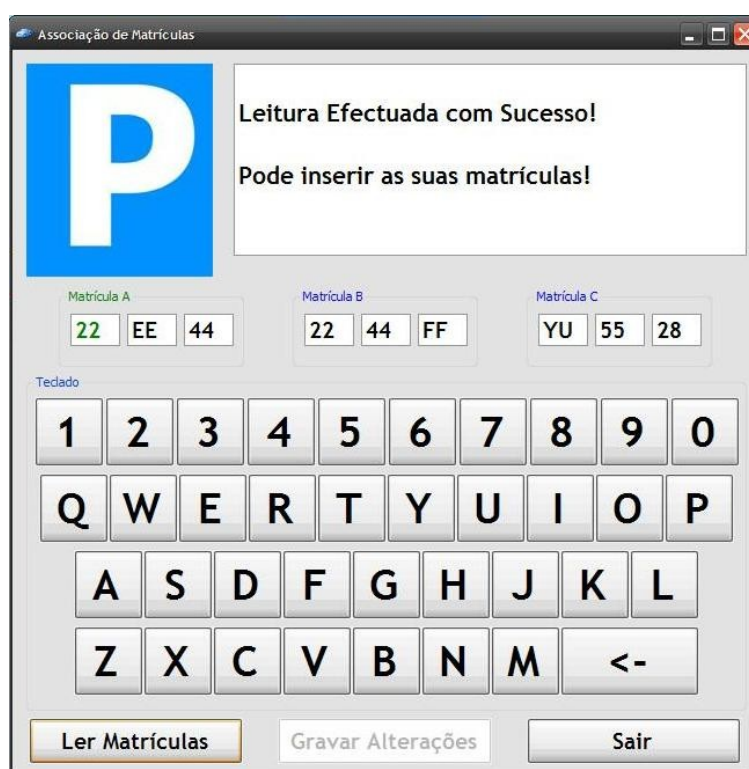 Associação de Matrículas
P
Leitura Efectuada com Sucesso!
Pode inserir as suas matrículas!
Matrícula A Matrícula B Matrícula C
22 EE 44 22 44 FF YU 55 28
Teclado
1 2 3 4 5 6 7 8 9 0
Q W E R T Y U I O P
A S D F G H J K L
Z X C V B N M <-
Ler Matrículas Gravar Alterações Sair